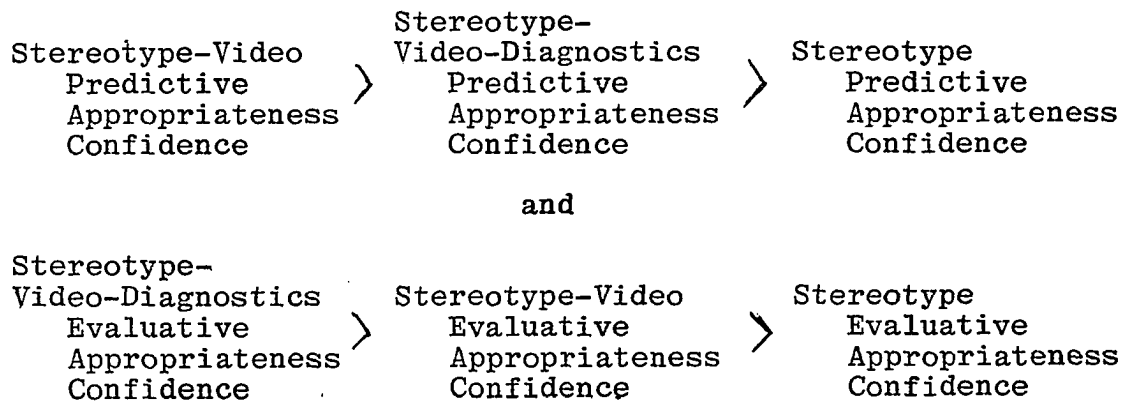 Stereotype-Video
Predictive
Appropriateness
Confidence
>
Stereotype-
Video-Diagnostics
Predictive
Appropriateness
Confidence
>
Stereotype
Predictive
Appropriateness
Confidence
and
Stereotype-
Video-Diagnostics
Evaluative
Appropriateness
Confidence
>
Stereotype-Video
Evaluative
Appropriateness
Confidence
>
Stereotype
Evaluative
Appropriateness
Confidence